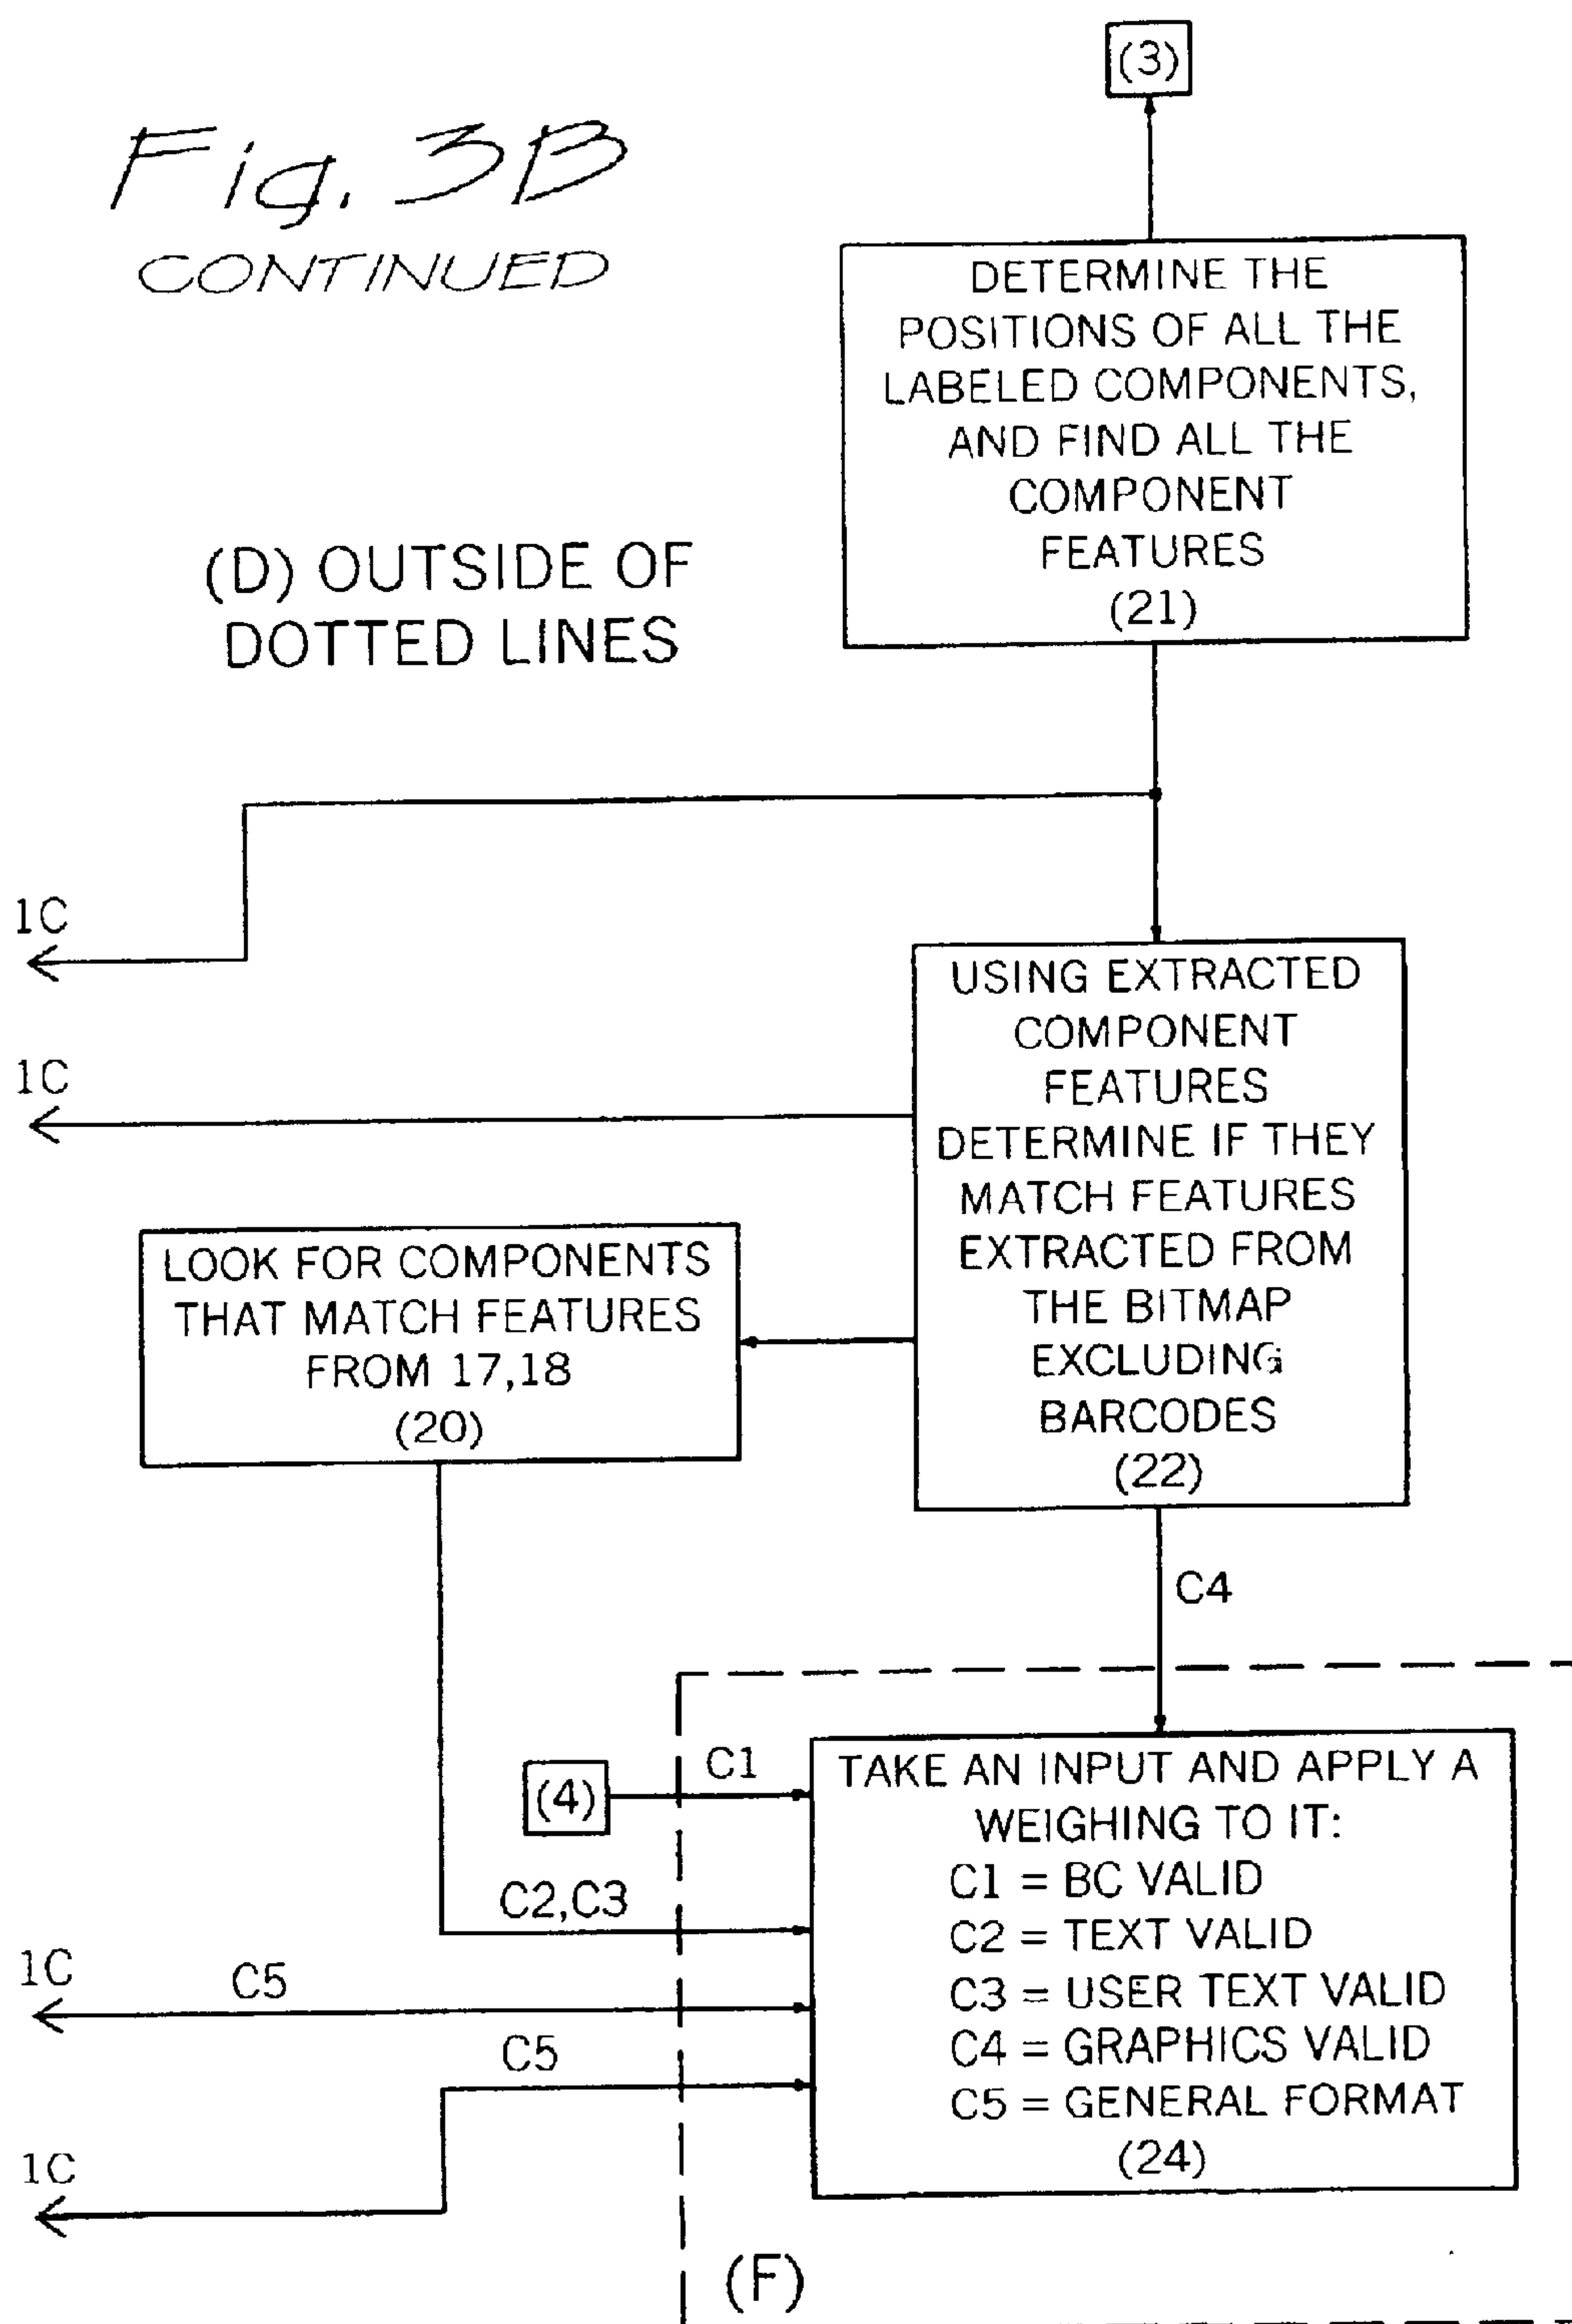 (3)
Fig. 3B
CONTINUED
DETERMINE THE
POSITIONS OF ALL THE
LABELED COMPONENTS,
AND FIND ALL THE
COMPONENT
FEATURES
(21)
(D) OUTSIDE OF
DOTTED LINES
1C
USING EXTRACTED
COMPONENT
FEATURES
DETERMINE IF THEY
MATCH FEATURES
EXTRACTED FROM
THE BITMAP
EXCLUDING
BARCODES
(22)
1C
LOOK FOR COMPONENTS
THAT MATCH FEATURES
FROM 17,18
(20)
C4
(4)
C1
C2,C3
1C
C5
C5
1C
TAKE AN INPUT AND APPLY A
WEIGHING TO IT:
C1 = BC VALID
C2 = TEXT VALID
C3 = USER TEXT VALID
C4 = GRAPHICS VALID
C5 = GENERAL FORMAT
(24)
(F)